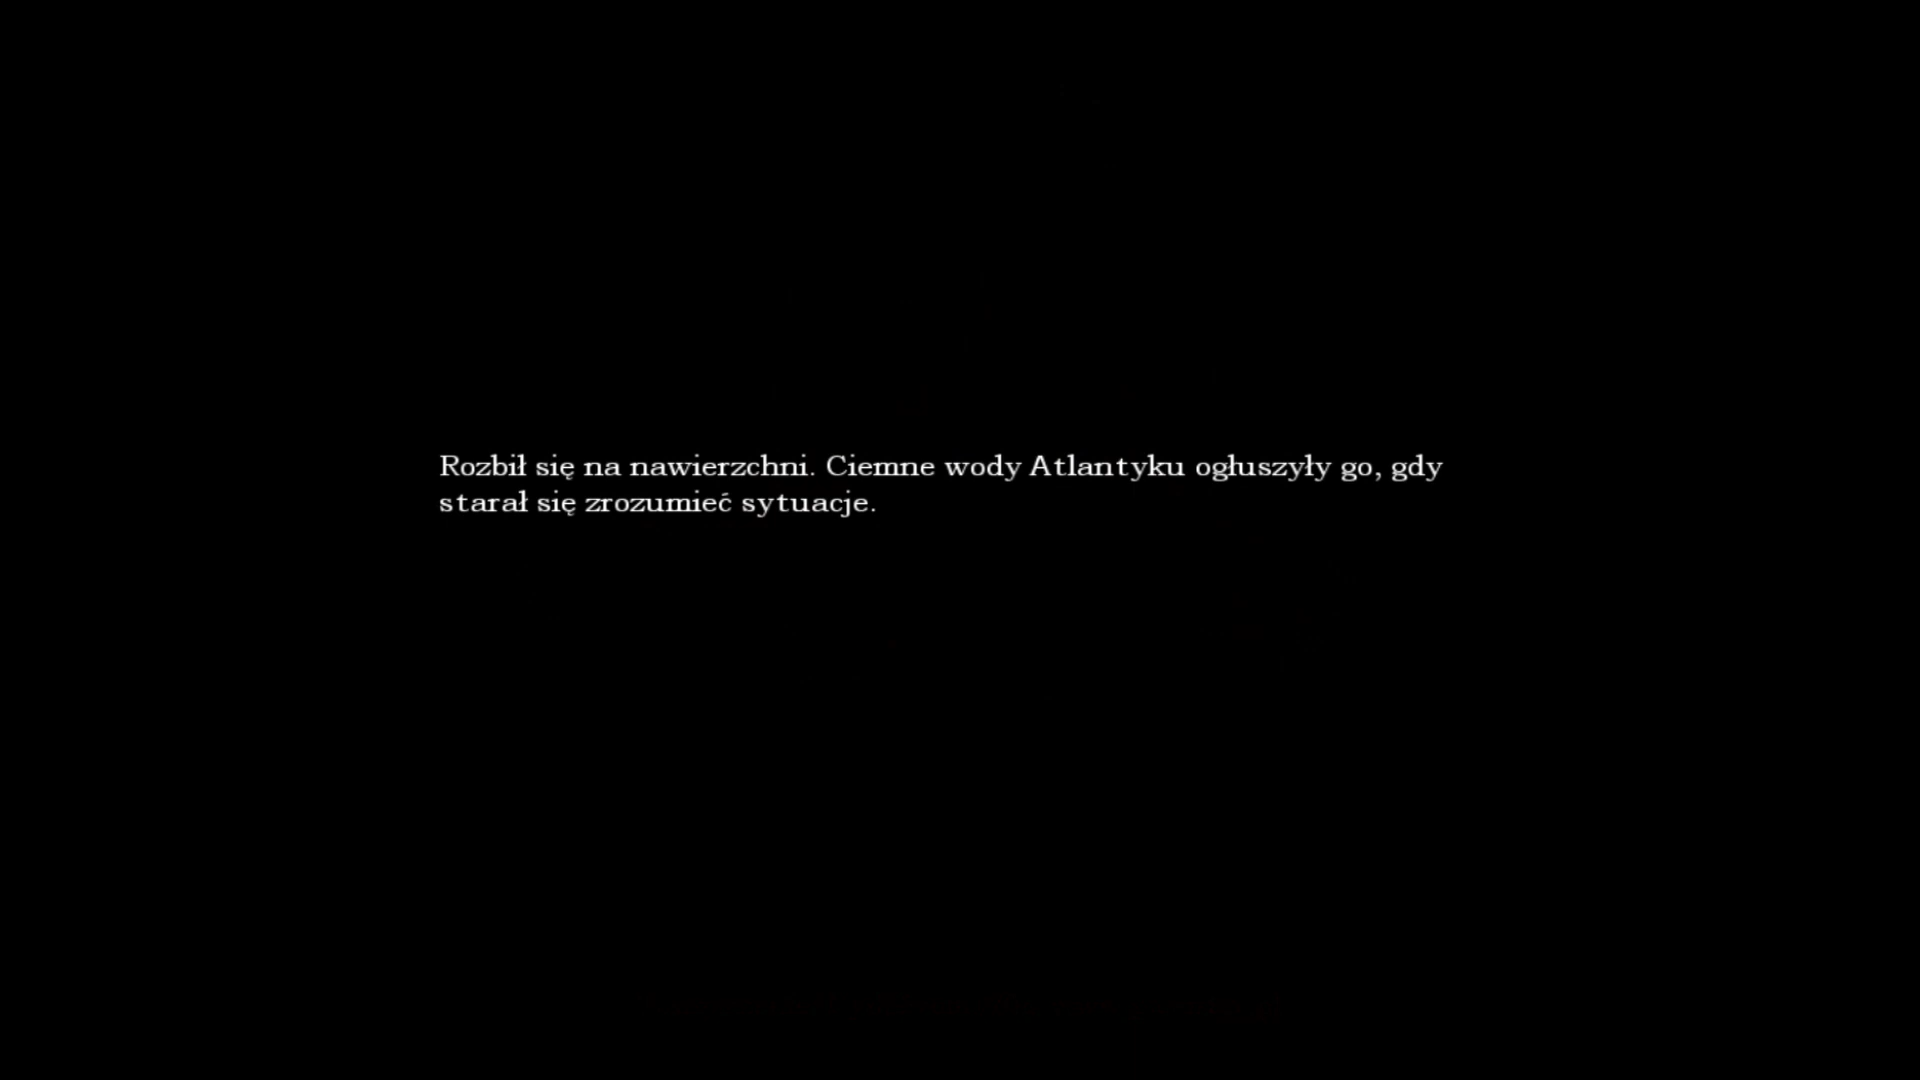 Rozbił się na nawierzchni. Ciemne wody Atlantyku ogłuszyły go, gdy
starał się zrozumieć sytuacje.